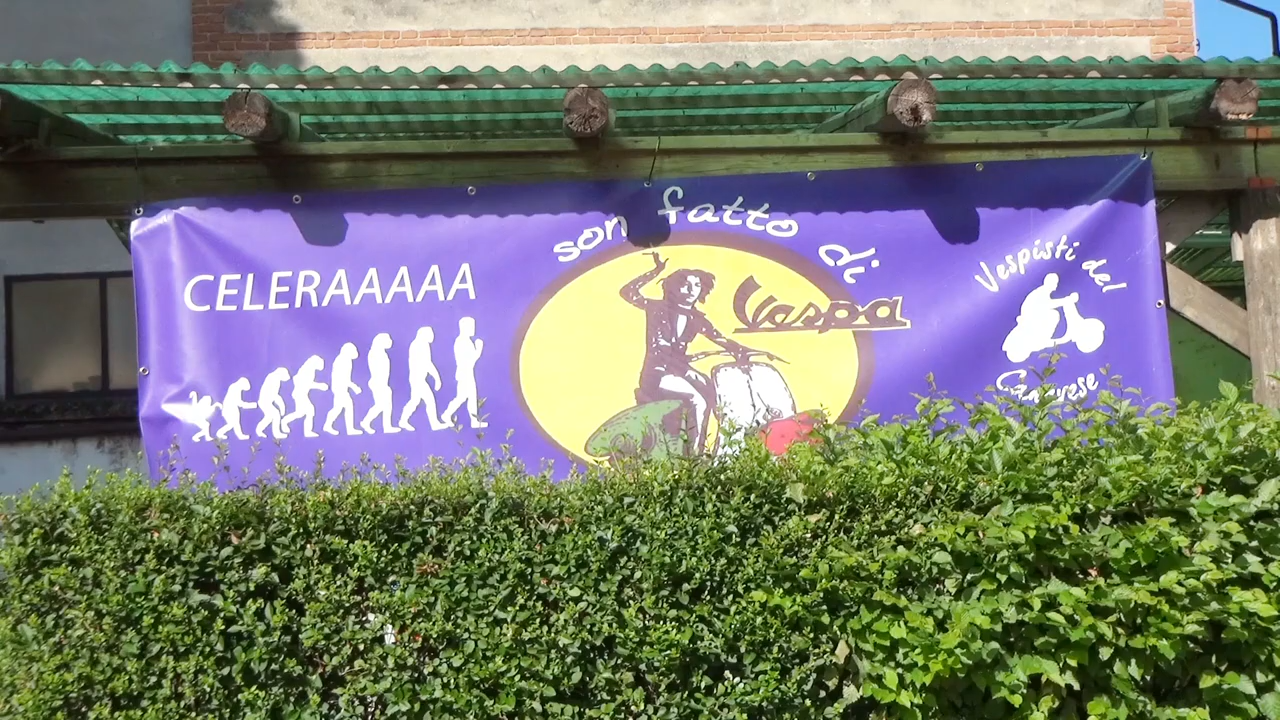 CELERAAAAA
son fatto di
Vespa
Vespisti del
Canavese